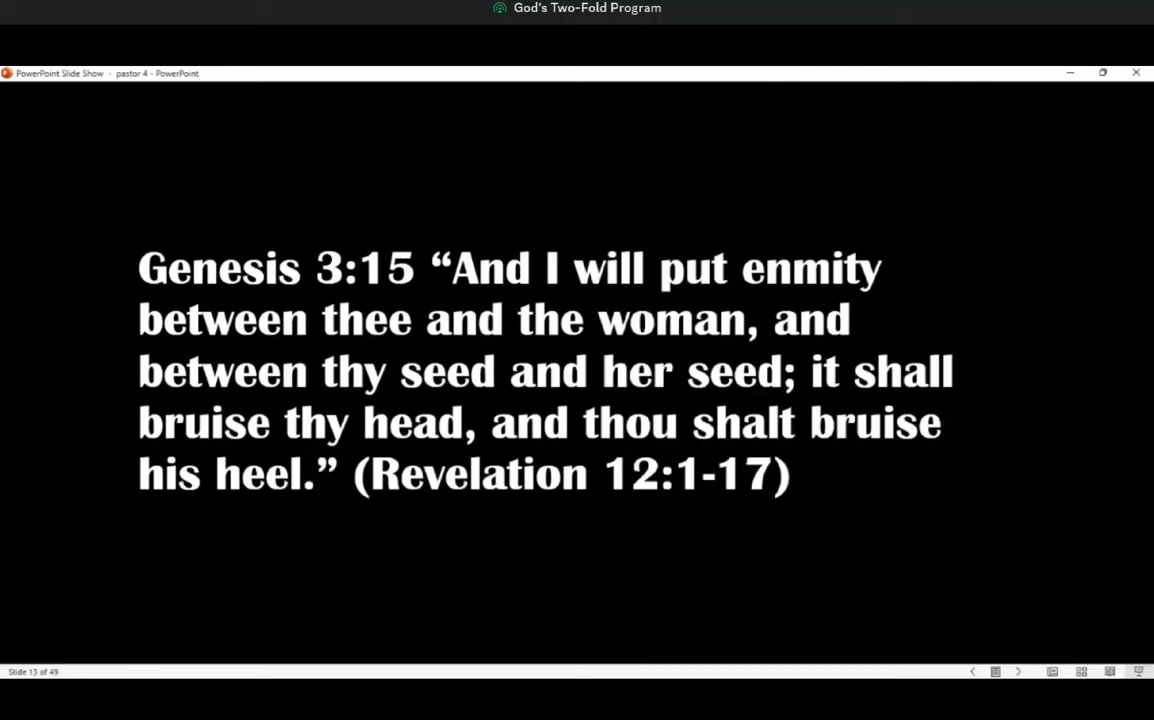 God's Two-Fold Program
PowerPoint Slide Show - pastor 4 - PowerPoint
Genesis 3:15 “And I will put enmity
between thee and the woman, and
between thy seed and her seed; it shall
bruise thy head, and thou shalt bruise
his heel.” (Revelation 12:1-17)
Slide 13 of 49